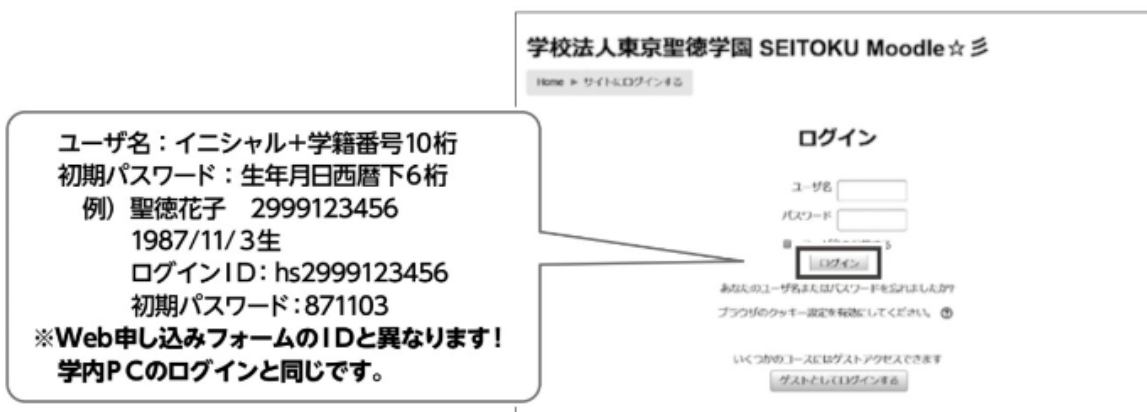 学校法人東京聖徳学園 SEITOKU Moodle☆彡
Home ► サイトにログインする
ユーザ名：イニシャル+学籍番号10桁
初期パスワード：生年月日西暦下6桁
例）聖徳花子　2999123456
1987/11/3生
ログインID：hs2999123456
初期パスワード：871103
※Web申し込みフォームのIDと異なります！
学内PCのログインと同じです。
ログイン
ユーザ名
パスワード
ログイン
あなたのユーザ名またはパスワードを忘れましたか?
ブラウザのクッキー設定を有効にしてください。
いくつかのコースにはゲストアクセスできます
ゲストとしてログインする